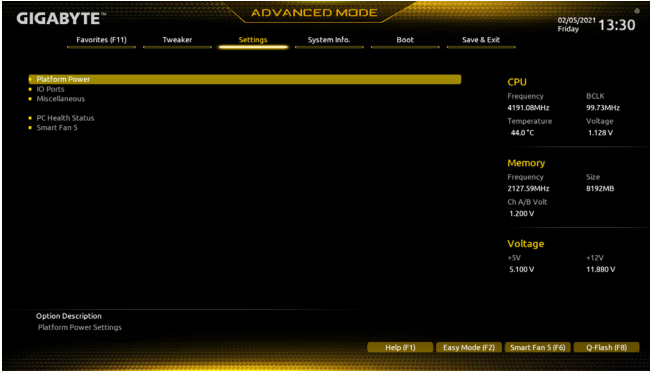 GIGABYTE™
ADVANCED MODE
02/05/2021 13:30
Friday
Favorites (F11) Tweaker Settings System Info. Boot Save & Exit
Platform Power
IO Ports
Miscellaneous
PC Health Status
Smart Fan 5
CPU
Frequency BCLK
4191.08MHz 99.73MHz
Temperature Voltage
44.0 °C 1.128 V
Memory
Frequency Size
2127.59MHz 8192MB
Ch A/B Volt
1.200 V
Voltage
+5V +12V
5.100 V 11.880 V
Option Description
Platform Power Settings
Help (F1) Easy Mode (F2) Smart Fan 5 (F6) Q-Flash (F8)